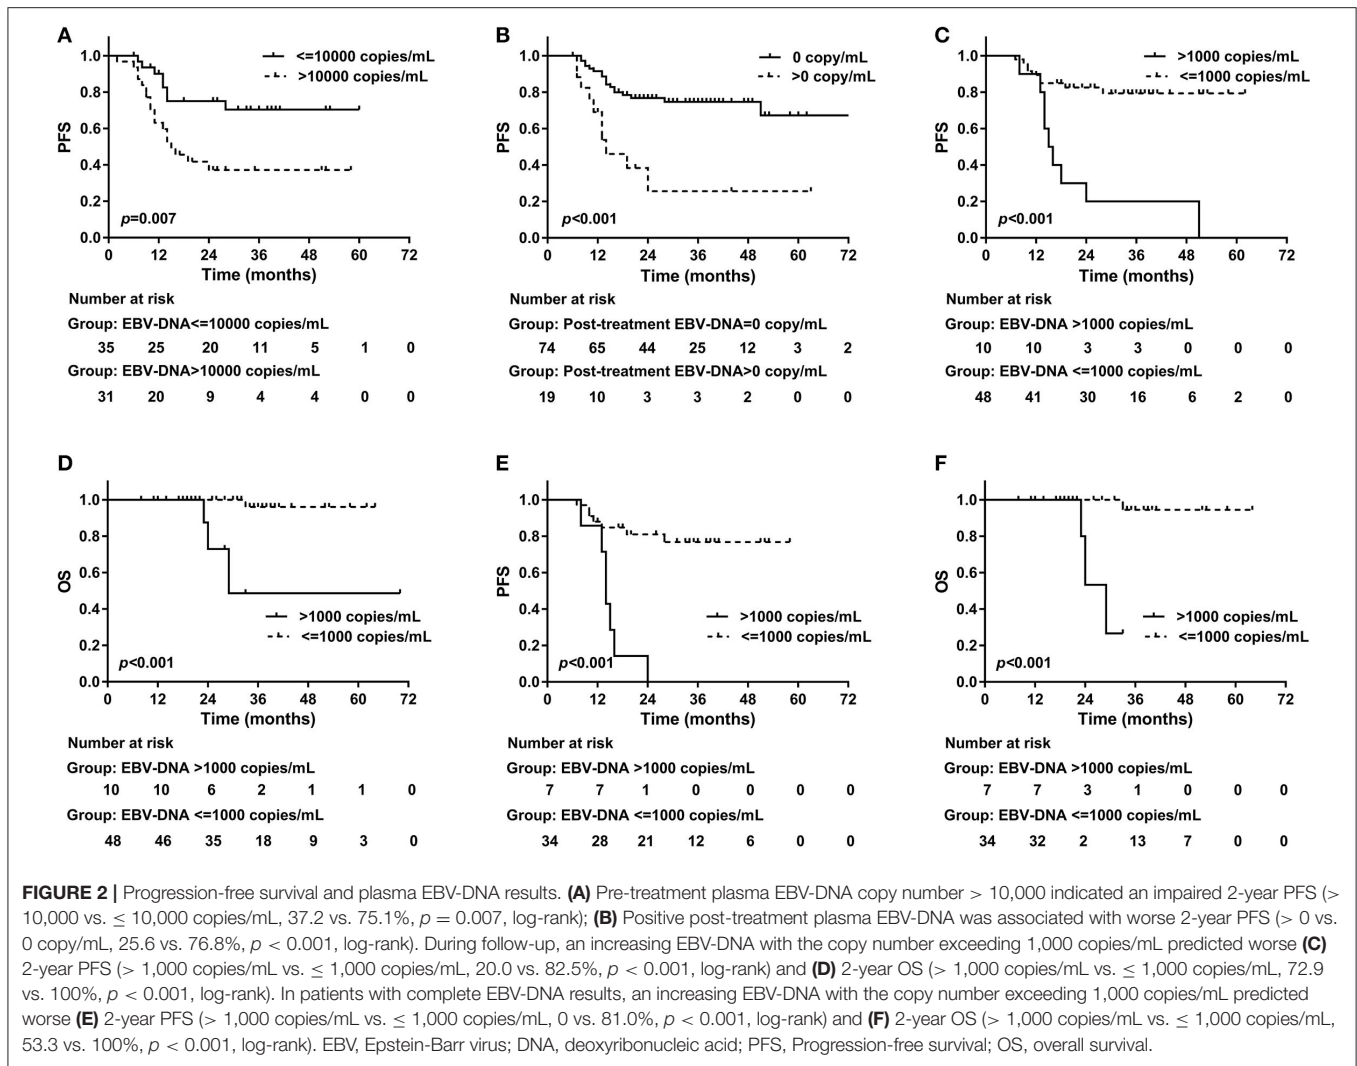 A
1.0
0.8
0.6
0.4
0.2
0.0
PFS
<=10000 copies/mL
>10000 copies/mL
p=0.007
0 12 24 36 48 60 72
Time (months)
Number at risk
Group: EBV-DNA<=10000 copies/mL
35 25 20 11 5 1 0
Group: EBV-DNA>10000 copies/mL
31 20 9 4 4 0 0
B
1.0
0.8
0.6
0.4
0.2
0.0
PFS
0 copy/mL
>0 copy/mL
p<0.001
0 12 24 36 48 60 72
Time (months)
Number at risk
Group: Post-treatment EBV-DNA=0 copy/mL
74 65 44 25 12 3 2
Group: Post-treatment EBV-DNA>0 copy/mL
19 10 3 3 2 0 0
C
1.0
0.8
0.6
0.4
0.2
0.0
PFS
>1000 copies/mL
<=1000 copies/mL
p<0.001
0 12 24 36 48 60 72
Time (months)
Number at risk
Group: EBV-DNA >1000 copies/mL
10 10 3 3 0 0 0
Group: EBV-DNA <=1000 copies/mL
48 41 30 16 6 2 0
D
1.0
0.8
0.6
0.4
0.2
0.0
OS
>1000 copies/mL
<=1000 copies/mL
p<0.001
0 12 24 36 48 60 72
Time (months)
Number at risk
Group: EBV-DNA >1000 copies/mL
10 10 6 2 1 1 0
Group: EBV-DNA <=1000 copies/mL
48 46 35 18 9 3 0
E
1.0
0.8
0.6
0.4
0.2
0.0
PFS
>1000 copies/mL
<=1000 copies/mL
p<0.001
0 12 24 36 48 60 72
Time (months)
Number at risk
Group: EBV-DNA >1000 copies/mL
7 7 1 0 0 0 0
Group: EBV-DNA <=1000 copies/mL
34 28 21 12 6 0 0
F
1.0
0.8
0.6
0.4
0.2
0.0
OS
>1000 copies/mL
<=1000 copies/mL
p<0.001
0 12 24 36 48 60 72
Time (months)
Number at risk
Group: EBV-DNA >1000 copies/mL
7 7 3 1 0 0 0
Group: EBV-DNA <=1000 copies/mL
34 32 2 13 7 0 0
FIGURE 2 | Progression-free survival and plasma EBV-DNA results. (A) Pre-treatment plasma EBV-DNA copy number > 10,000 indicated an impaired 2-year PFS (>
10,000 vs. ≤ 10,000 copies/mL, 37.2 vs. 75.1%, p = 0.007, log-rank); (B) Positive post-treatment plasma EBV-DNA was associated with worse 2-year PFS (> 0 vs.
0 copy/mL, 25.6 vs. 76.8%, p < 0.001, log-rank). During follow-up, an increasing EBV-DNA with the copy number exceeding 1,000 copies/mL predicted worse (C)
2-year PFS (> 1,000 copies/mL vs. ≤ 1,000 copies/mL, 20.0 vs. 82.5%, p < 0.001, log-rank) and (D) 2-year OS (> 1,000 copies/mL vs. ≤ 1,000 copies/mL, 72.9
vs. 100%, p < 0.001, log-rank). In patients with complete EBV-DNA results, an increasing EBV-DNA with the copy number exceeding 1,000 copies/mL predicted
worse (E) 2-year PFS (> 1,000 copies/mL vs. ≤ 1,000 copies/mL, 0 vs. 81.0%, p < 0.001, log-rank) and (F) 2-year OS (> 1,000 copies/mL vs. ≤ 1,000 copies/mL,
53.3 vs. 100%, p < 0.001, log-rank). EBV, Epstein-Barr virus; DNA, deoxyribonucleic acid; PFS, Progression-free survival; OS, overall survival.